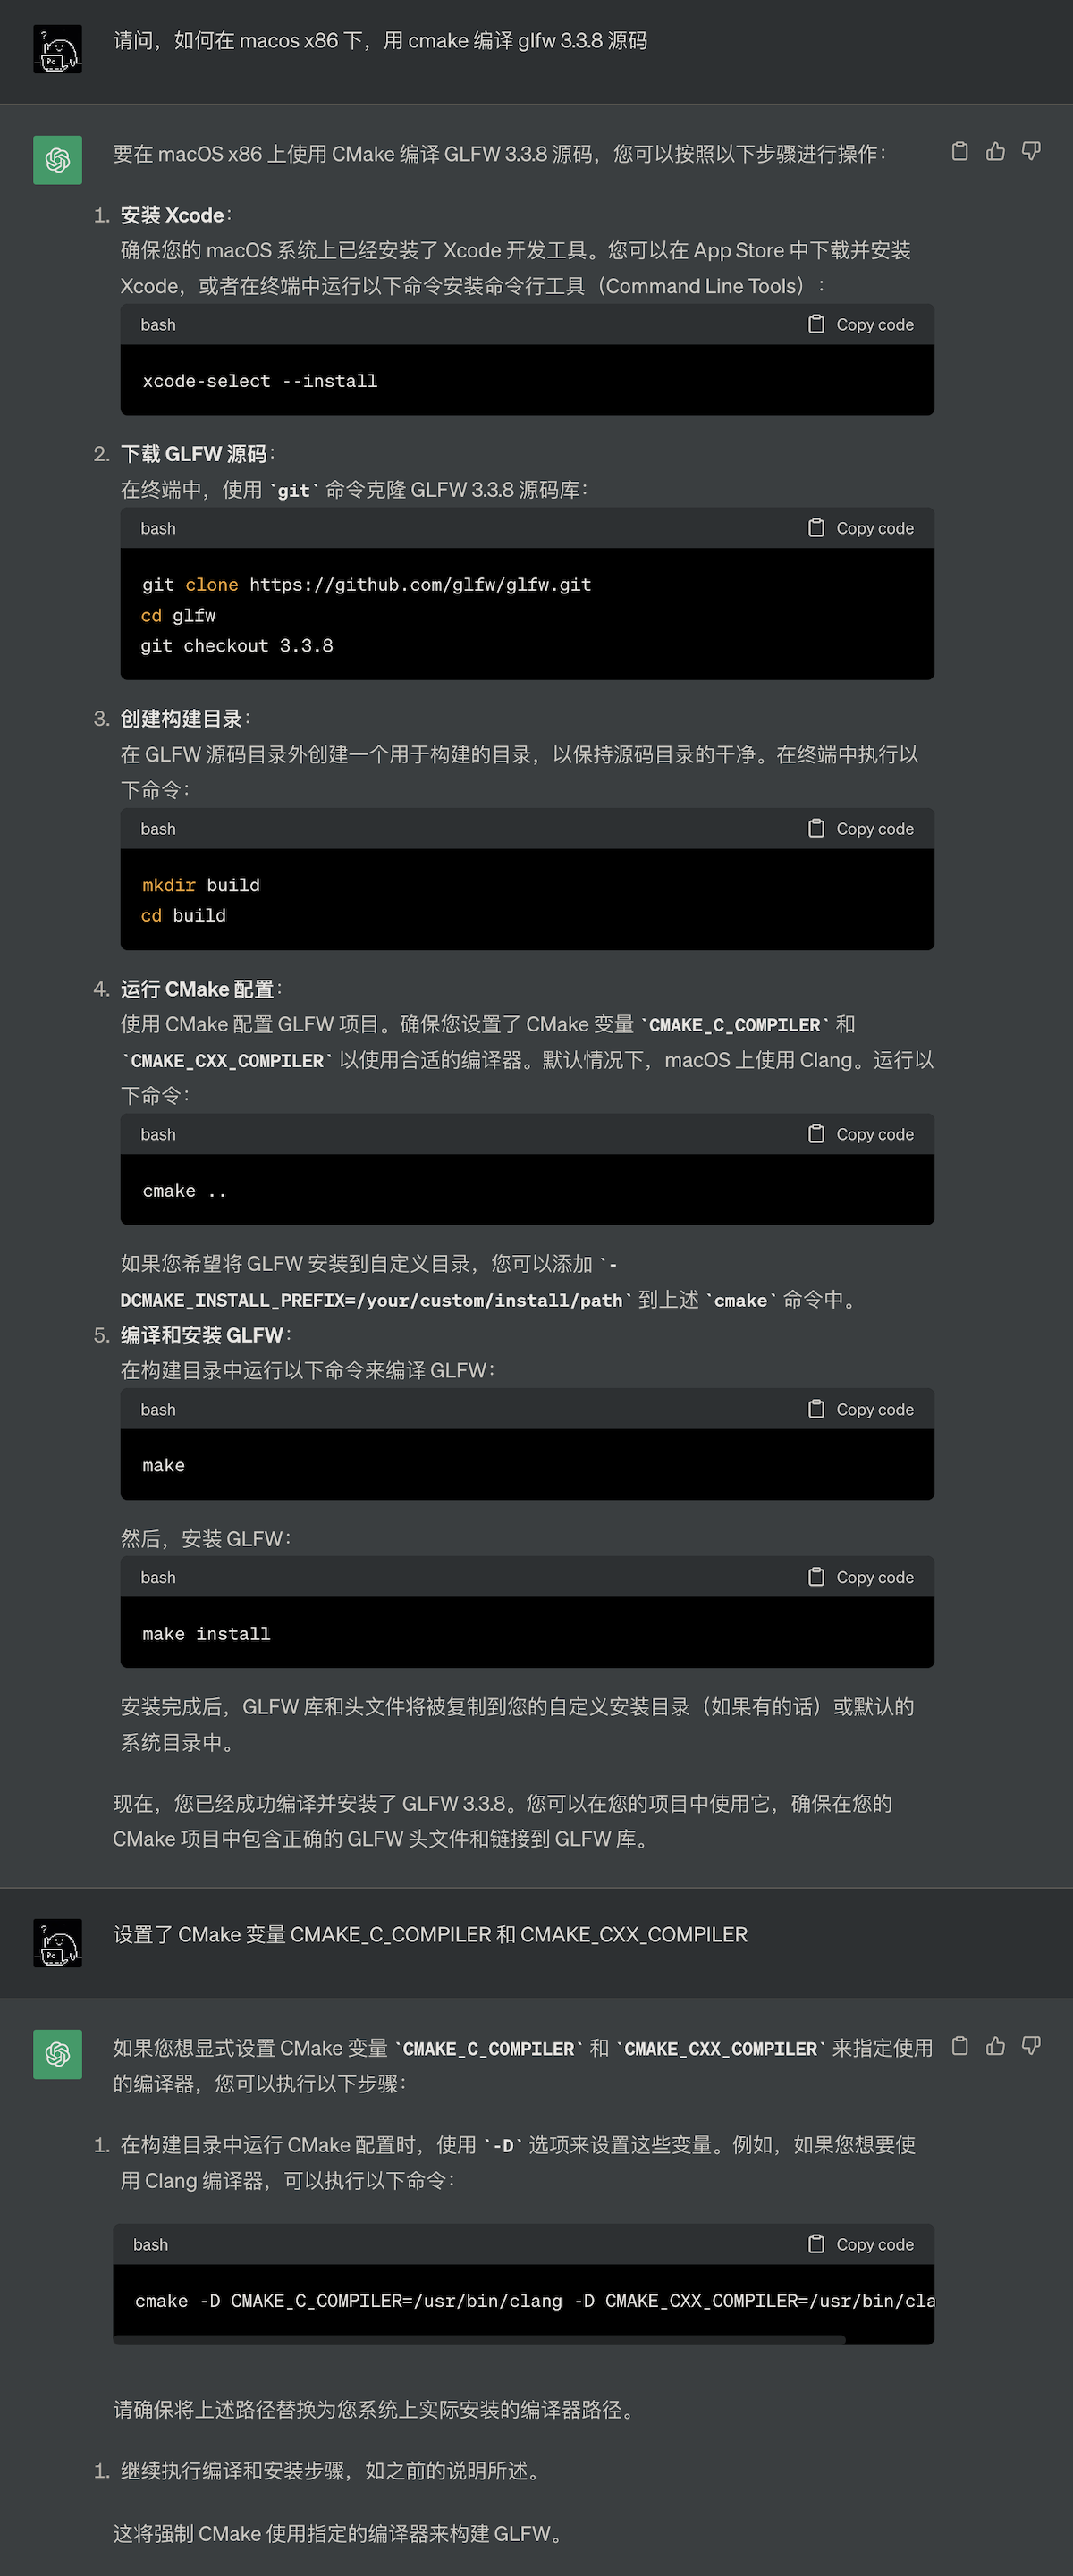 请问，如何在 macos x86 下，用 cmake 编译 glfw 3.3.8 源码
要在 macOS x86 上使用 CMake 编译 GLFW 3.3.8 源码，您可以按照以下步骤进行操作：
1. 安装 Xcode：
确保您的 macOS 系统上已经安装了 Xcode 开发工具。您可以在 App Store 中下载并安装
Xcode，或者在终端中运行以下命令安装命令行工具（Command Line Tools）：
bash Copy code
xcode-select --install
2. 下载 GLFW 源码：
在终端中，使用 `git` 命令克隆 GLFW 3.3.8 源码库：
bash Copy code
git clone https://github.com/glfw/glfw.git
cd glfw
git checkout 3.3.8
3. 创建构建目录：
在 GLFW 源码目录外创建一个用于构建的目录，以保持源码目录的干净。在终端中执行以
下命令：
bash Copy code
mkdir build
cd build
4. 运行 CMake 配置：
使用 CMake 配置 GLFW 项目。确保您设置了 CMake 变量 `CMAKE_C_COMPILER` 和
`CMAKE_CXX_COMPILER` 以使用合适的编译器。默认情况下，macOS 上使用 Clang。运行以
下命令：
bash Copy code
cmake ..
如果您希望将 GLFW 安装到自定义目录，您可以添加 `-
DCMAKE_INSTALL_PREFIX=/your/custom/install/path` 到上述 `cmake` 命令中。
5. 编译和安装 GLFW：
在构建目录中运行以下命令来编译 GLFW：
bash Copy code
make
然后，安装 GLFW：
bash Copy code
make install
安装完成后，GLFW 库和头文件将被复制到您的自定义安装目录（如果有的话）或默认的
系统目录中。
现在，您已经成功编译并安装了 GLFW 3.3.8。您可以在您的项目中使用它，确保在您的
CMake 项目中包含正确的 GLFW 头文件和链接到 GLFW 库。
设置了 CMake 变量 CMAKE_C_COMPILER 和 CMAKE_CXX_COMPILER
如果您想显式设置 CMake 变量 `CMAKE_C_COMPILER` 和 `CMAKE_CXX_COMPILER` 来指定使用
的编译器，您可以执行以下步骤：
1. 在构建目录中运行 CMake 配置时，使用 `-D` 选项来设置这些变量。例如，如果您想要使
用 Clang 编译器，可以执行以下命令：
bash Copy code
cmake -D CMAKE_C_COMPILER=/usr/bin/clang -D CMAKE_CXX_COMPILER=/usr/bin/cla
请确保将上述路径替换为您系统上实际安装的编译器路径。
1. 继续执行编译和安装步骤，如之前的说明所述。
这将强制 CMake 使用指定的编译器来构建 GLFW。